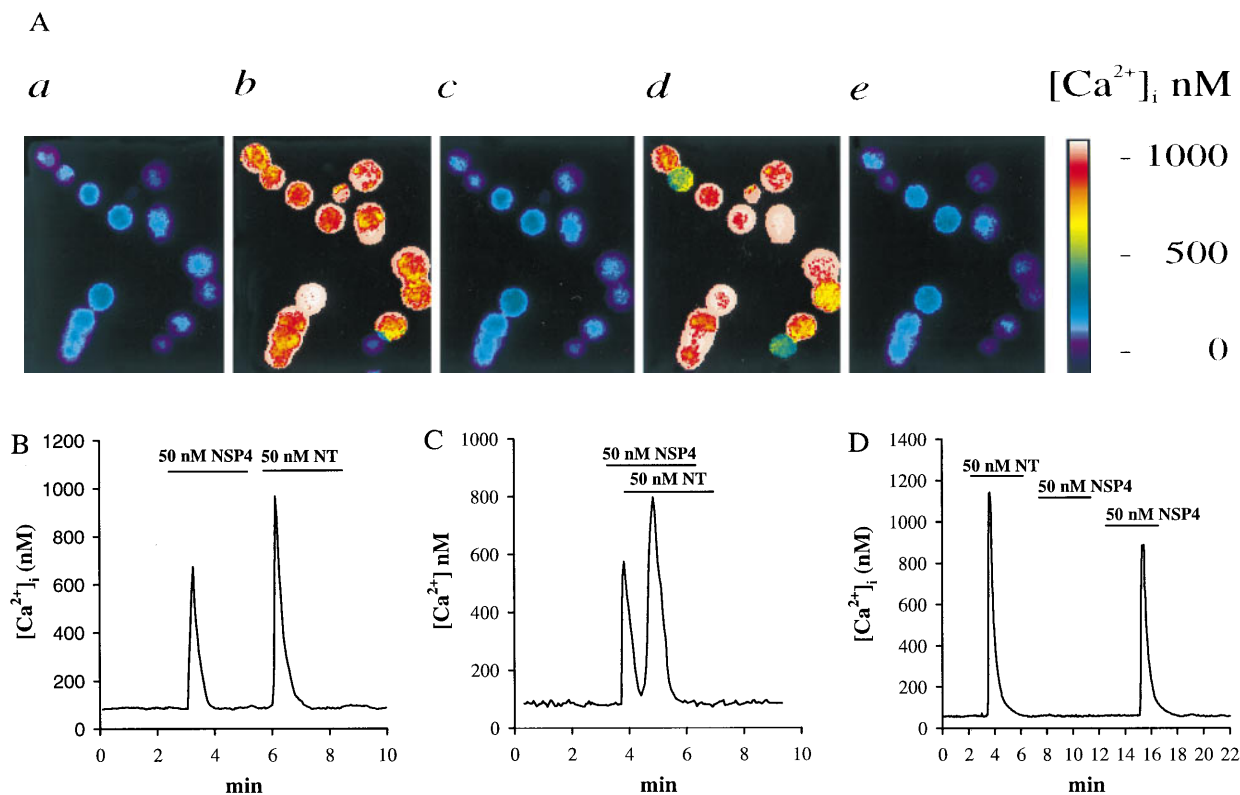 A
a b c d e [Ca²⁺]ᵢ nM
- 1000
- 500
- 0
B
1200
1000
800
600
400
200
0
[Ca²⁺]ᵢ (nM)
50 nM NSP4 50 nM NT
0 2 4 6 8 10
min
C
1000
800
600
400
200
0
[Ca²⁺] nM
50 nM NSP4
50 nM NT
0 2 4 6 8 10
min
D
1400
1200
1000
800
600
400
200
0
[Ca²⁺]ᵢ (nM)
50 nM NT
50 nM NSP4
50 nM NSP4
0 2 4 6 8 10 12 14 16 18 20 22
min